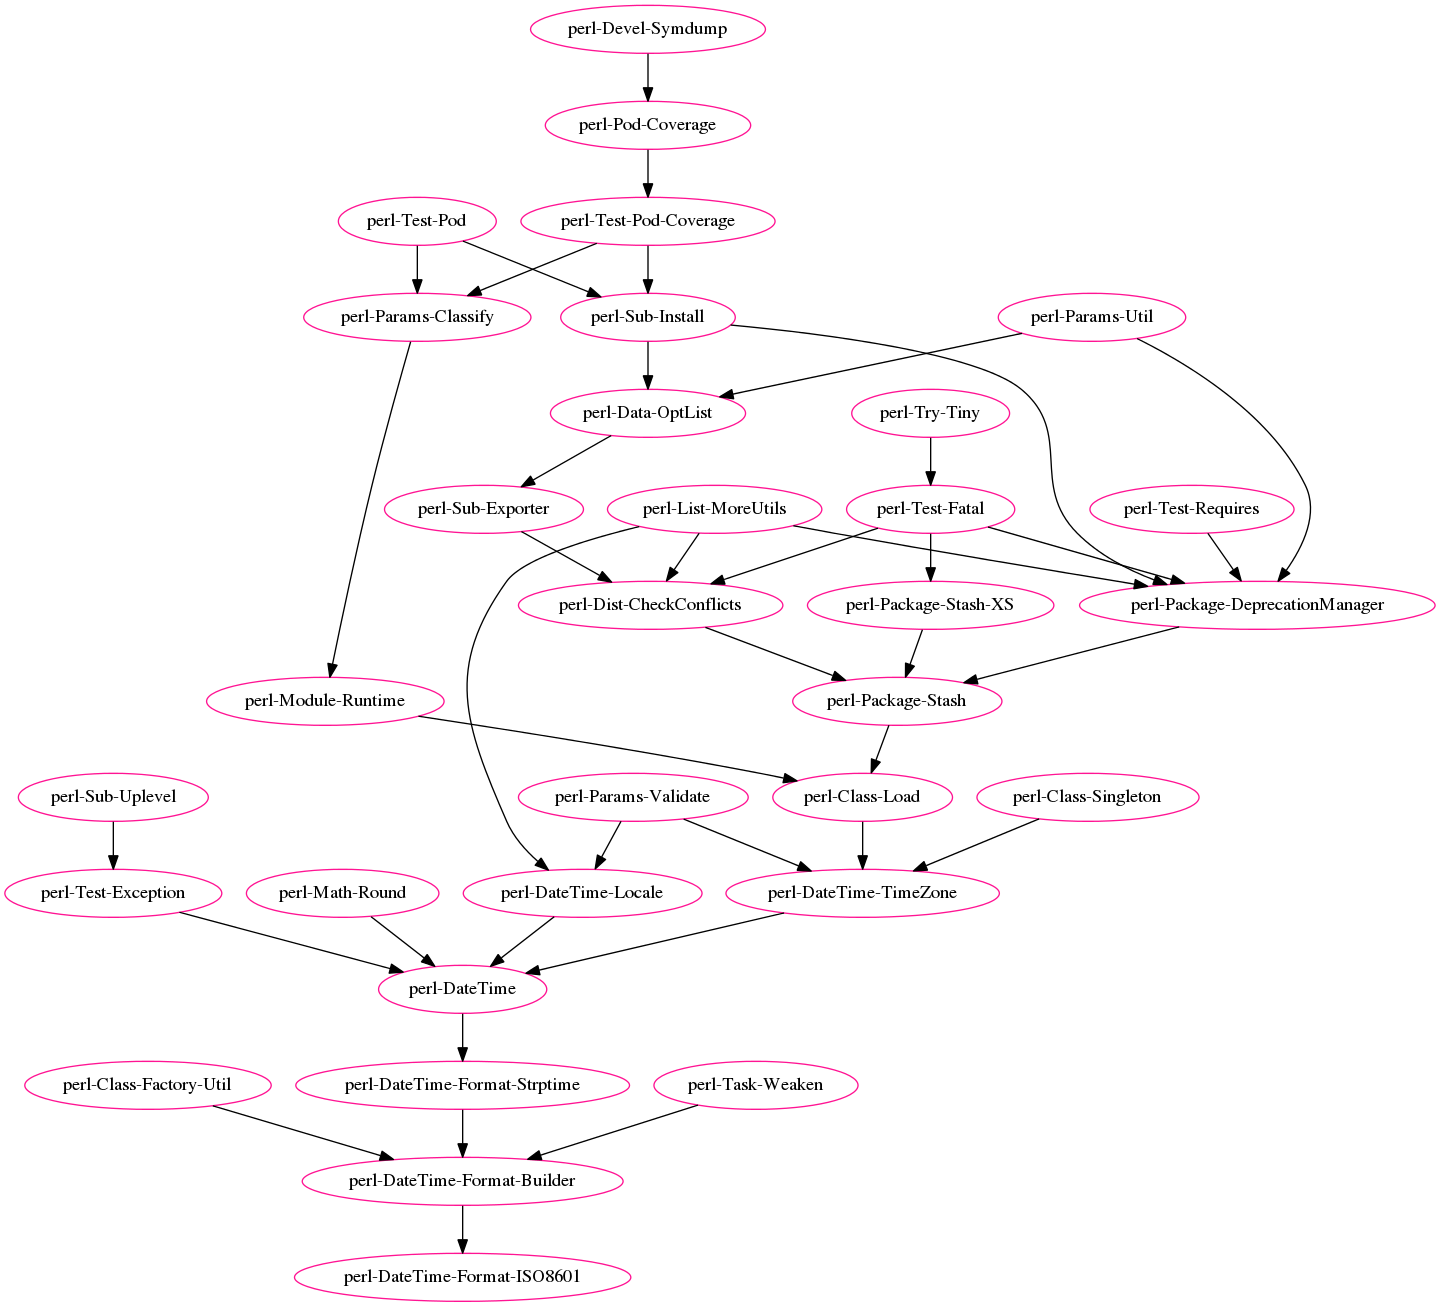 perl-Devel-Symdump
perl-Pod-Coverage
perl-Test-Pod
perl-Test-Pod-Coverage
perl-Params-Classify
perl-Sub-Install
perl-Params-Util
perl-Data-OptList
perl-Try-Tiny
perl-Sub-Exporter
perl-List-MoreUtils
perl-Test-Fatal
perl-Test-Requires
perl-Dist-CheckConflicts
perl-Package-Stash-XS
perl-Package-DeprecationManager
perl-Module-Runtime
perl-Package-Stash
perl-Sub-Uplevel
perl-Params-Validate
perl-Class-Load
perl-Class-Singleton
perl-Test-Exception
perl-Math-Round
perl-DateTime-Locale
perl-DateTime-TimeZone
perl-DateTime
perl-Class-Factory-Util
perl-DateTime-Format-Strptime
perl-Task-Weaken
perl-DateTime-Format-Builder
perl-DateTime-Format-ISO8601